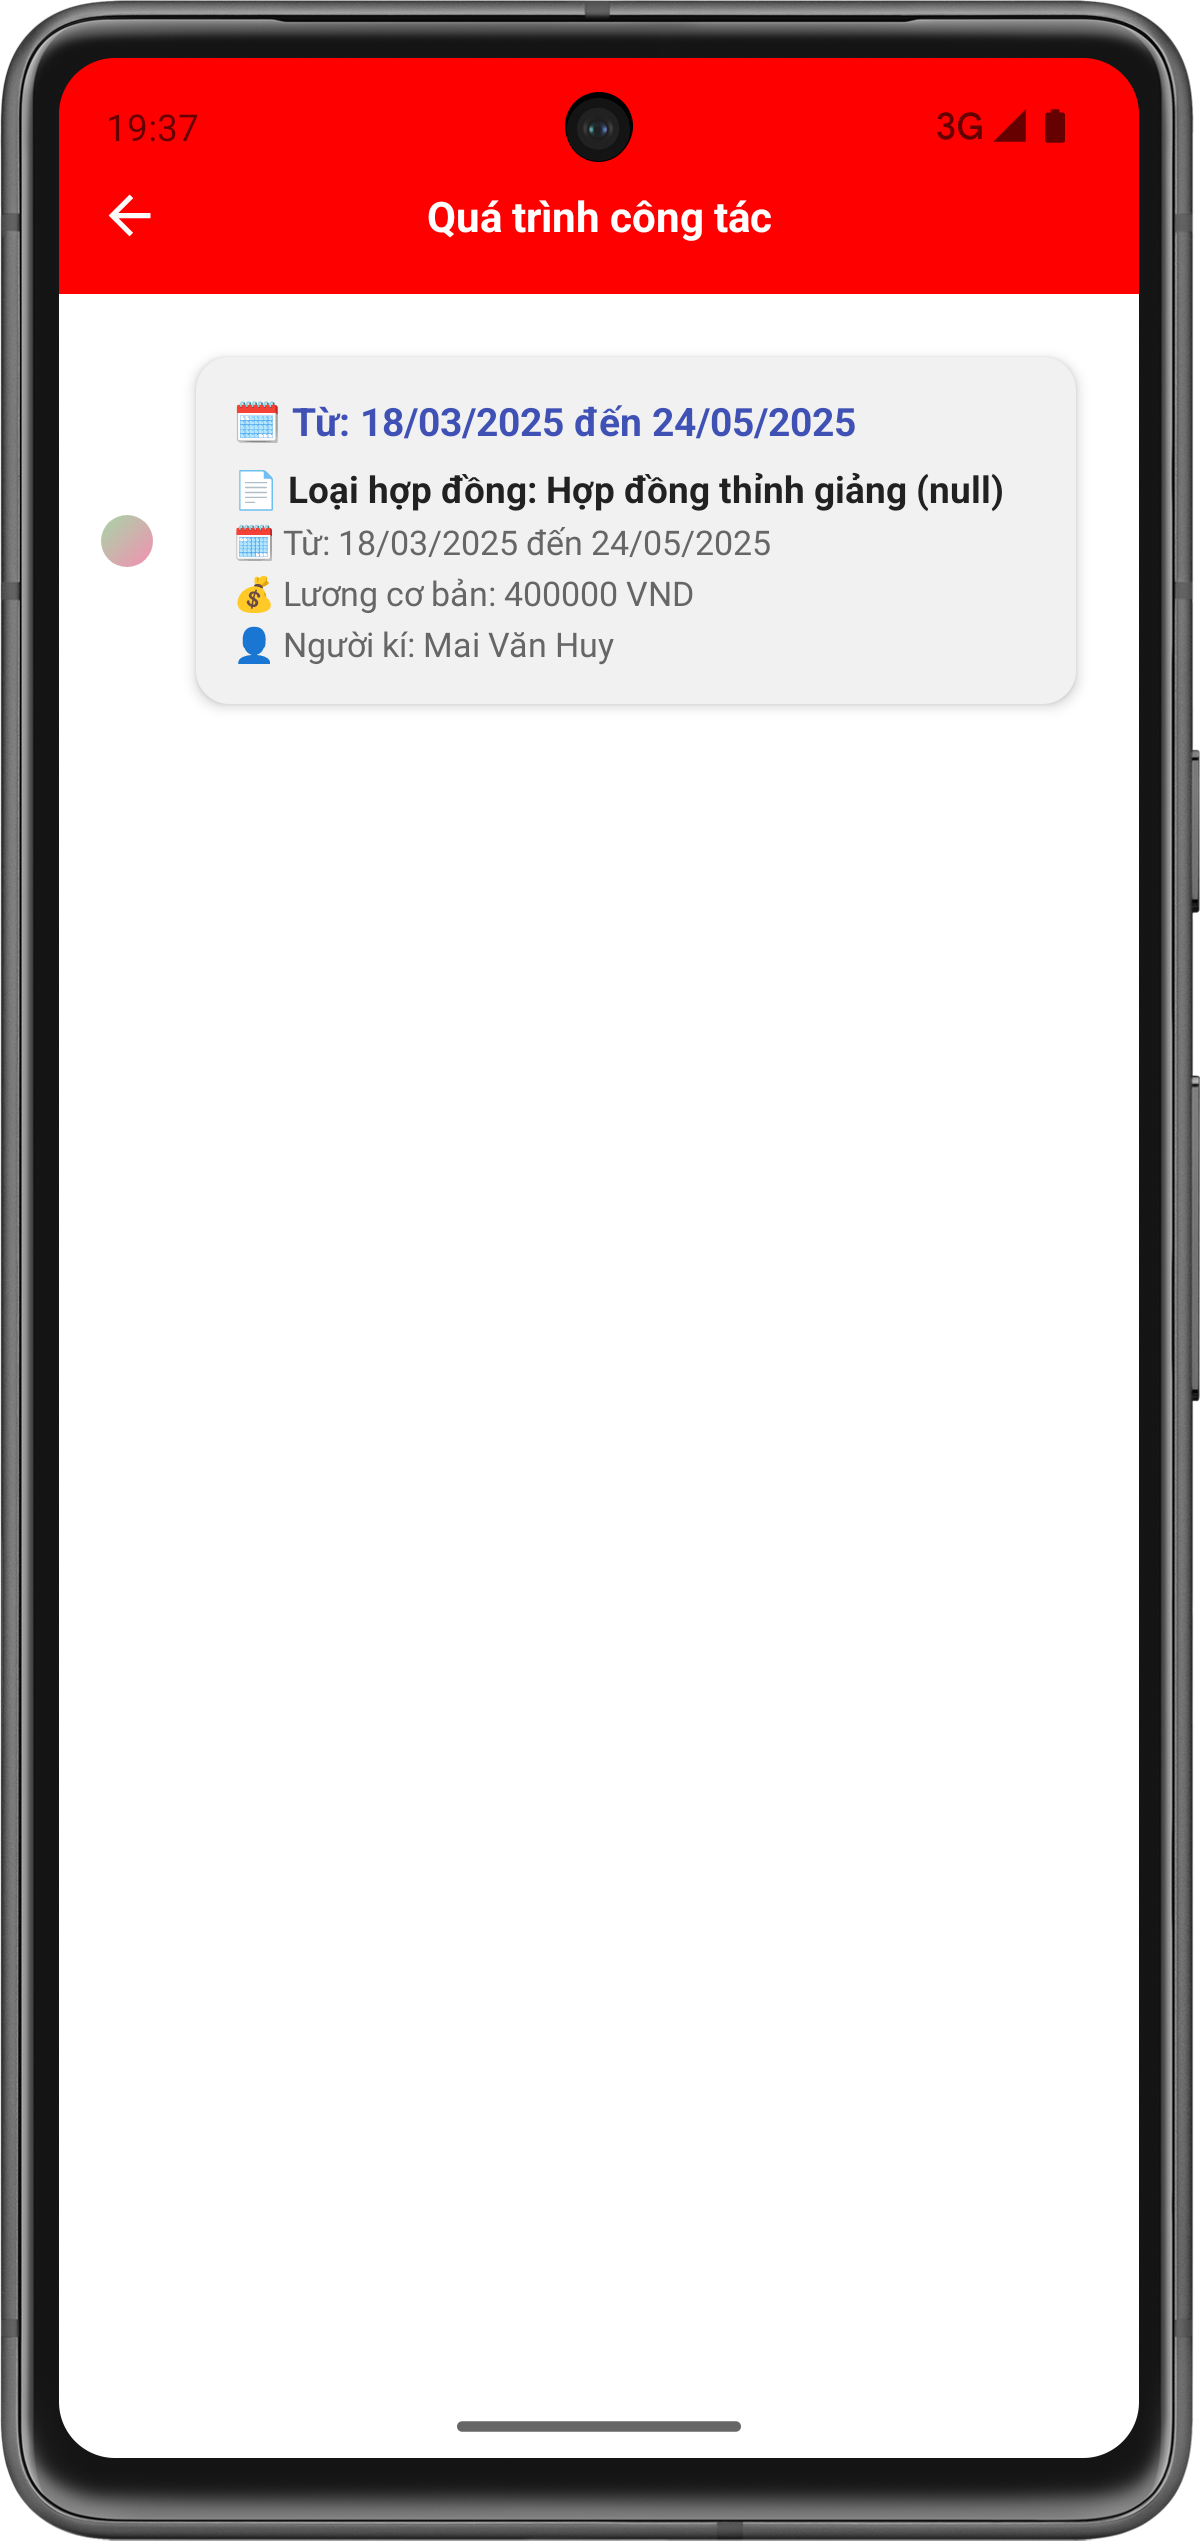 19:37
3G
Quá trình công tác
Từ: 18/03/2025 đến 24/05/2025
Loại hợp đồng: Hợp đồng thỉnh giảng (null)
Từ: 18/03/2025 đến 24/05/2025
Lương cơ bản: 400000 VND
Người kí: Mai Văn Huy